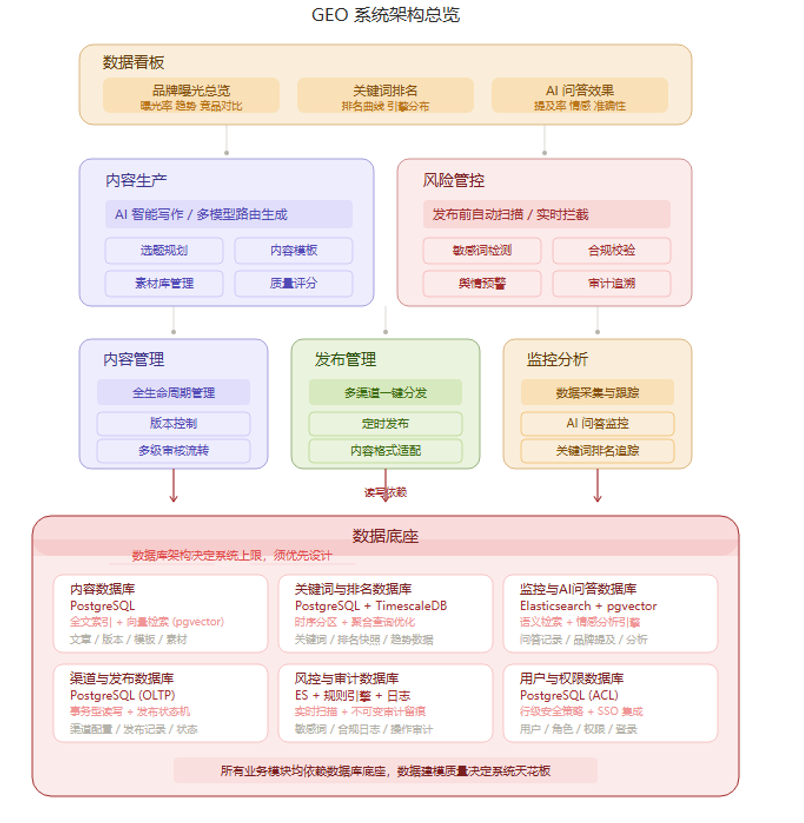 GEO 系统架构总览
数据看板
品牌曝光总览
曝光率 趋势 竞品对比
关键词排名
排名曲线 引擎分布
AI 问答效果
提及率 情感 准确性
内容生产
AI 智能写作 / 多模型路由生成
选题规划
内容模板
素材库管理
质量评分
风险管控
发布前自动扫描 / 实时拦截
敏感词检测
合规校验
舆情预警
审计追溯
内容管理
全生命周期管理
版本控制
多级审核流转
发布管理
多渠道一键分发
定时发布
内容格式适配
监控分析
数据采集与跟踪
AI 问答监控
关键词排名追踪
读写依赖
数据底座
数据库架构决定系统上限，须优先设计
内容数据库
PostgreSQL
全文索引 + 向量检索 (pgvector)
文章 / 版本 / 模板 / 素材
关键词与排名数据库
PostgreSQL + TimescaleDB
时序分区 + 聚合查询优化
关键词 / 排名快照 / 趋势数据
监控与AI问答数据库
Elasticsearch + pgvector
语义检索 + 情感分析引擎
问答记录 / 品牌提及 / 分析
渠道与发布数据库
PostgreSQL (OLTP)
事务型读写 + 发布状态机
渠道配置 / 发布记录 / 状态
风控与审计数据库
ES + 规则引擎 + 日志
实时扫描 + 不可变审计留痕
敏感词 / 合规日志 / 操作审计
用户与权限数据库
PostgreSQL (ACL)
行级安全策略 + SSO 集成
用户 / 角色 / 权限 / 登录
所有业务模块均依赖数据库底座，数据建模质量决定系统天花板